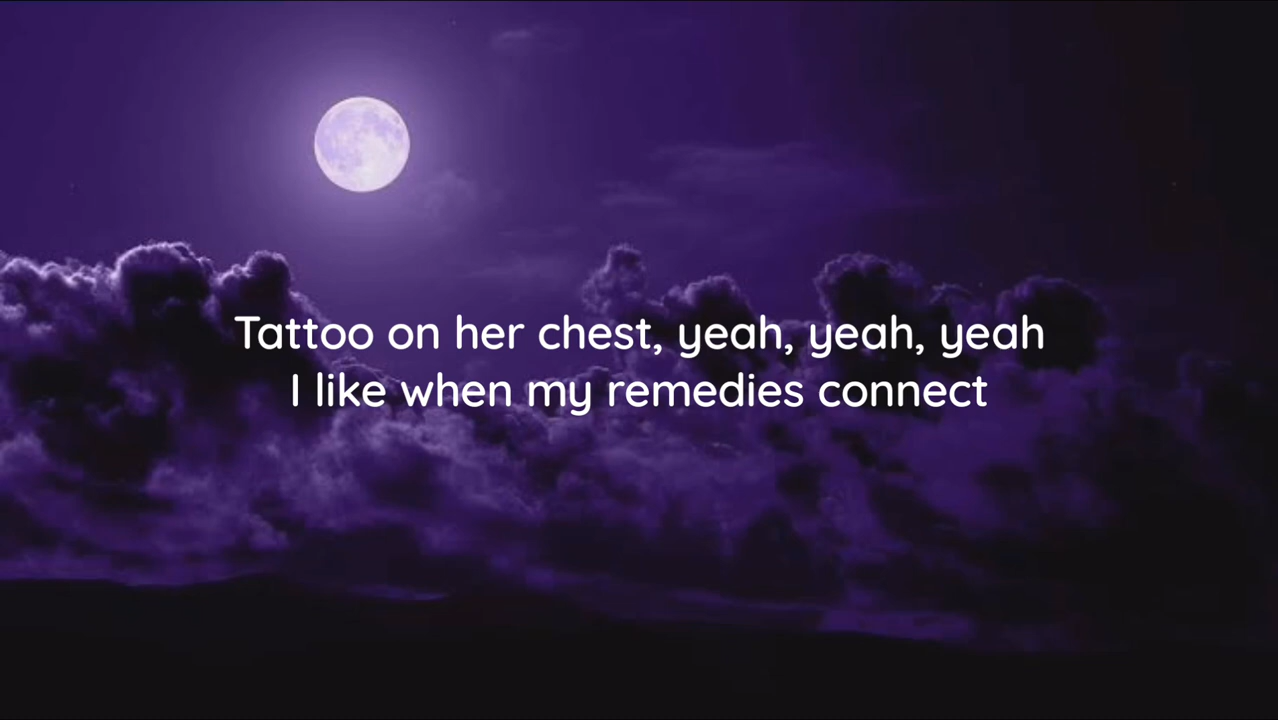 Tattoo on her chest, yeah, yeah, yeah
I like when my remedies connect